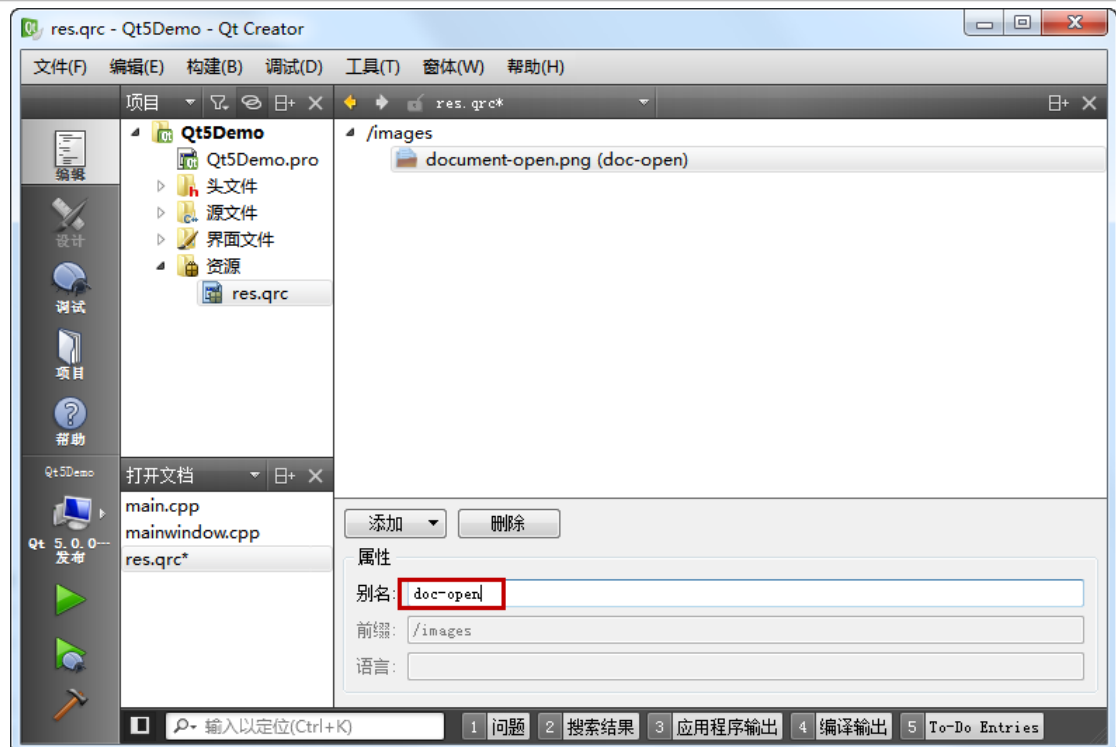 res.qrc - Qt5Demo - Qt Creator
文件(F) 编辑(E) 构建(B) 调试(D) 工具(T) 窗体(W) 帮助(H)
项目 res.qrc*
编辑
设计
调试
项目
帮助
Qt5Demo
Qt 5.0.0---
发布
Qt5Demo
Qt5Demo.pro
头文件
源文件
界面文件
资源
res.qrc
打开文档
main.cpp
mainwindow.cpp
res.qrc*
/images
document-open.png (doc-open)
添加 删除
属性
别名: doc-open
前缀: /images
语言:
输入以定位(Ctrl+K) 1 问题 2 搜索结果 3 应用程序输出 4 编译输出 5 To-Do Entries